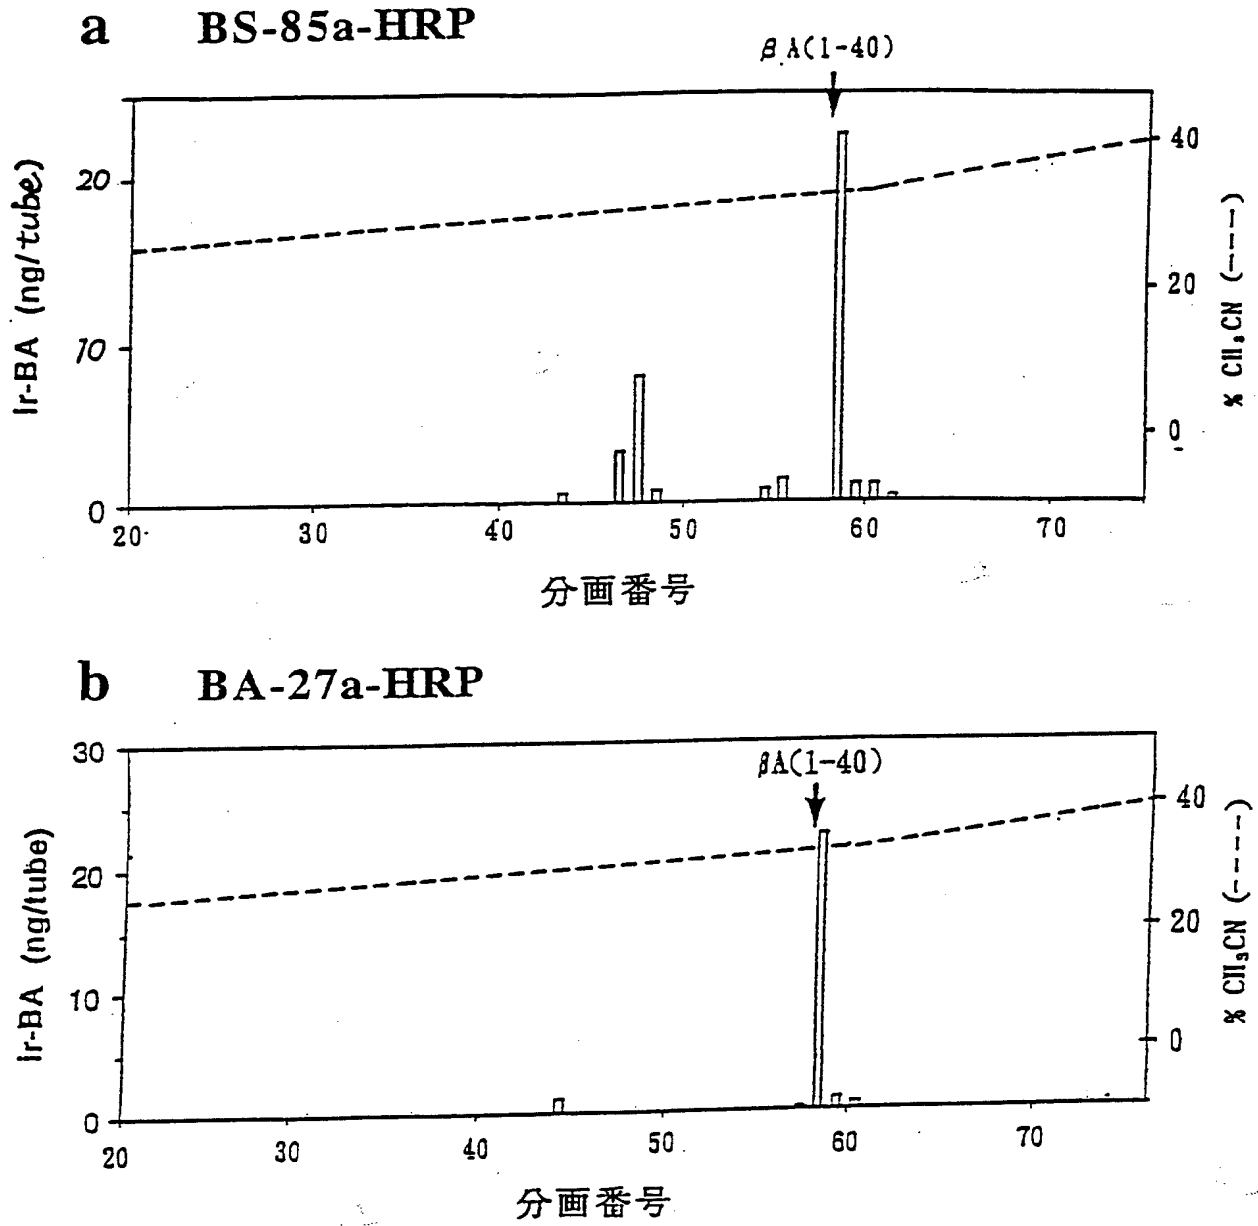 a BS-85a-HRP
β A(1-40)
Ir-BA (ng/tube)
20
10
0
40
20
0
% CH₃CN (---)
20 30 40 50 60 70
分画番号
b BA-27a-HRP
βA(1-40)
Ir-BA (ng/tube)
30
20
10
0
40
20
0
% CH₃CN (----)
20 30 40 50 60 70
分画番号